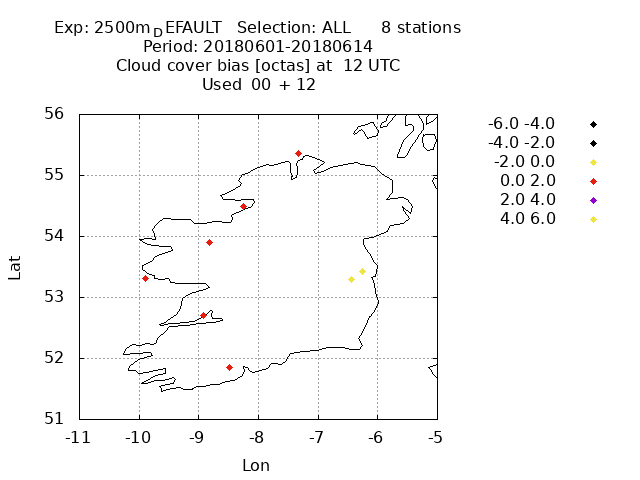 Exp: 2500m_DEFAULT   Selection: ALL      8 stations
Period: 20180601-20180614
Cloud cover bias [octas] at  12 UTC
Used  00 + 12
-6.0 -4.0
-4.0 -2.0
-2.0 0.0
0.0 2.0
2.0 4.0
4.0 6.0
56
55
54
53
52
51
Lat
-11 -10 -9 -8 -7 -6 -5
Lon